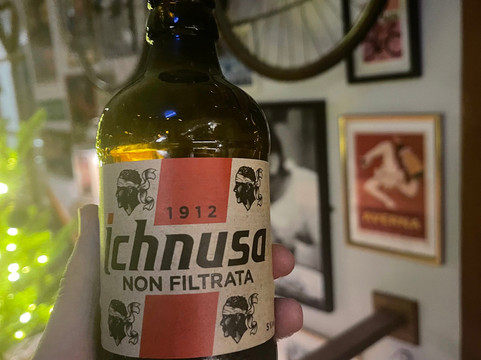 1912
ichnusa
NON FILTRATA
AVERNA